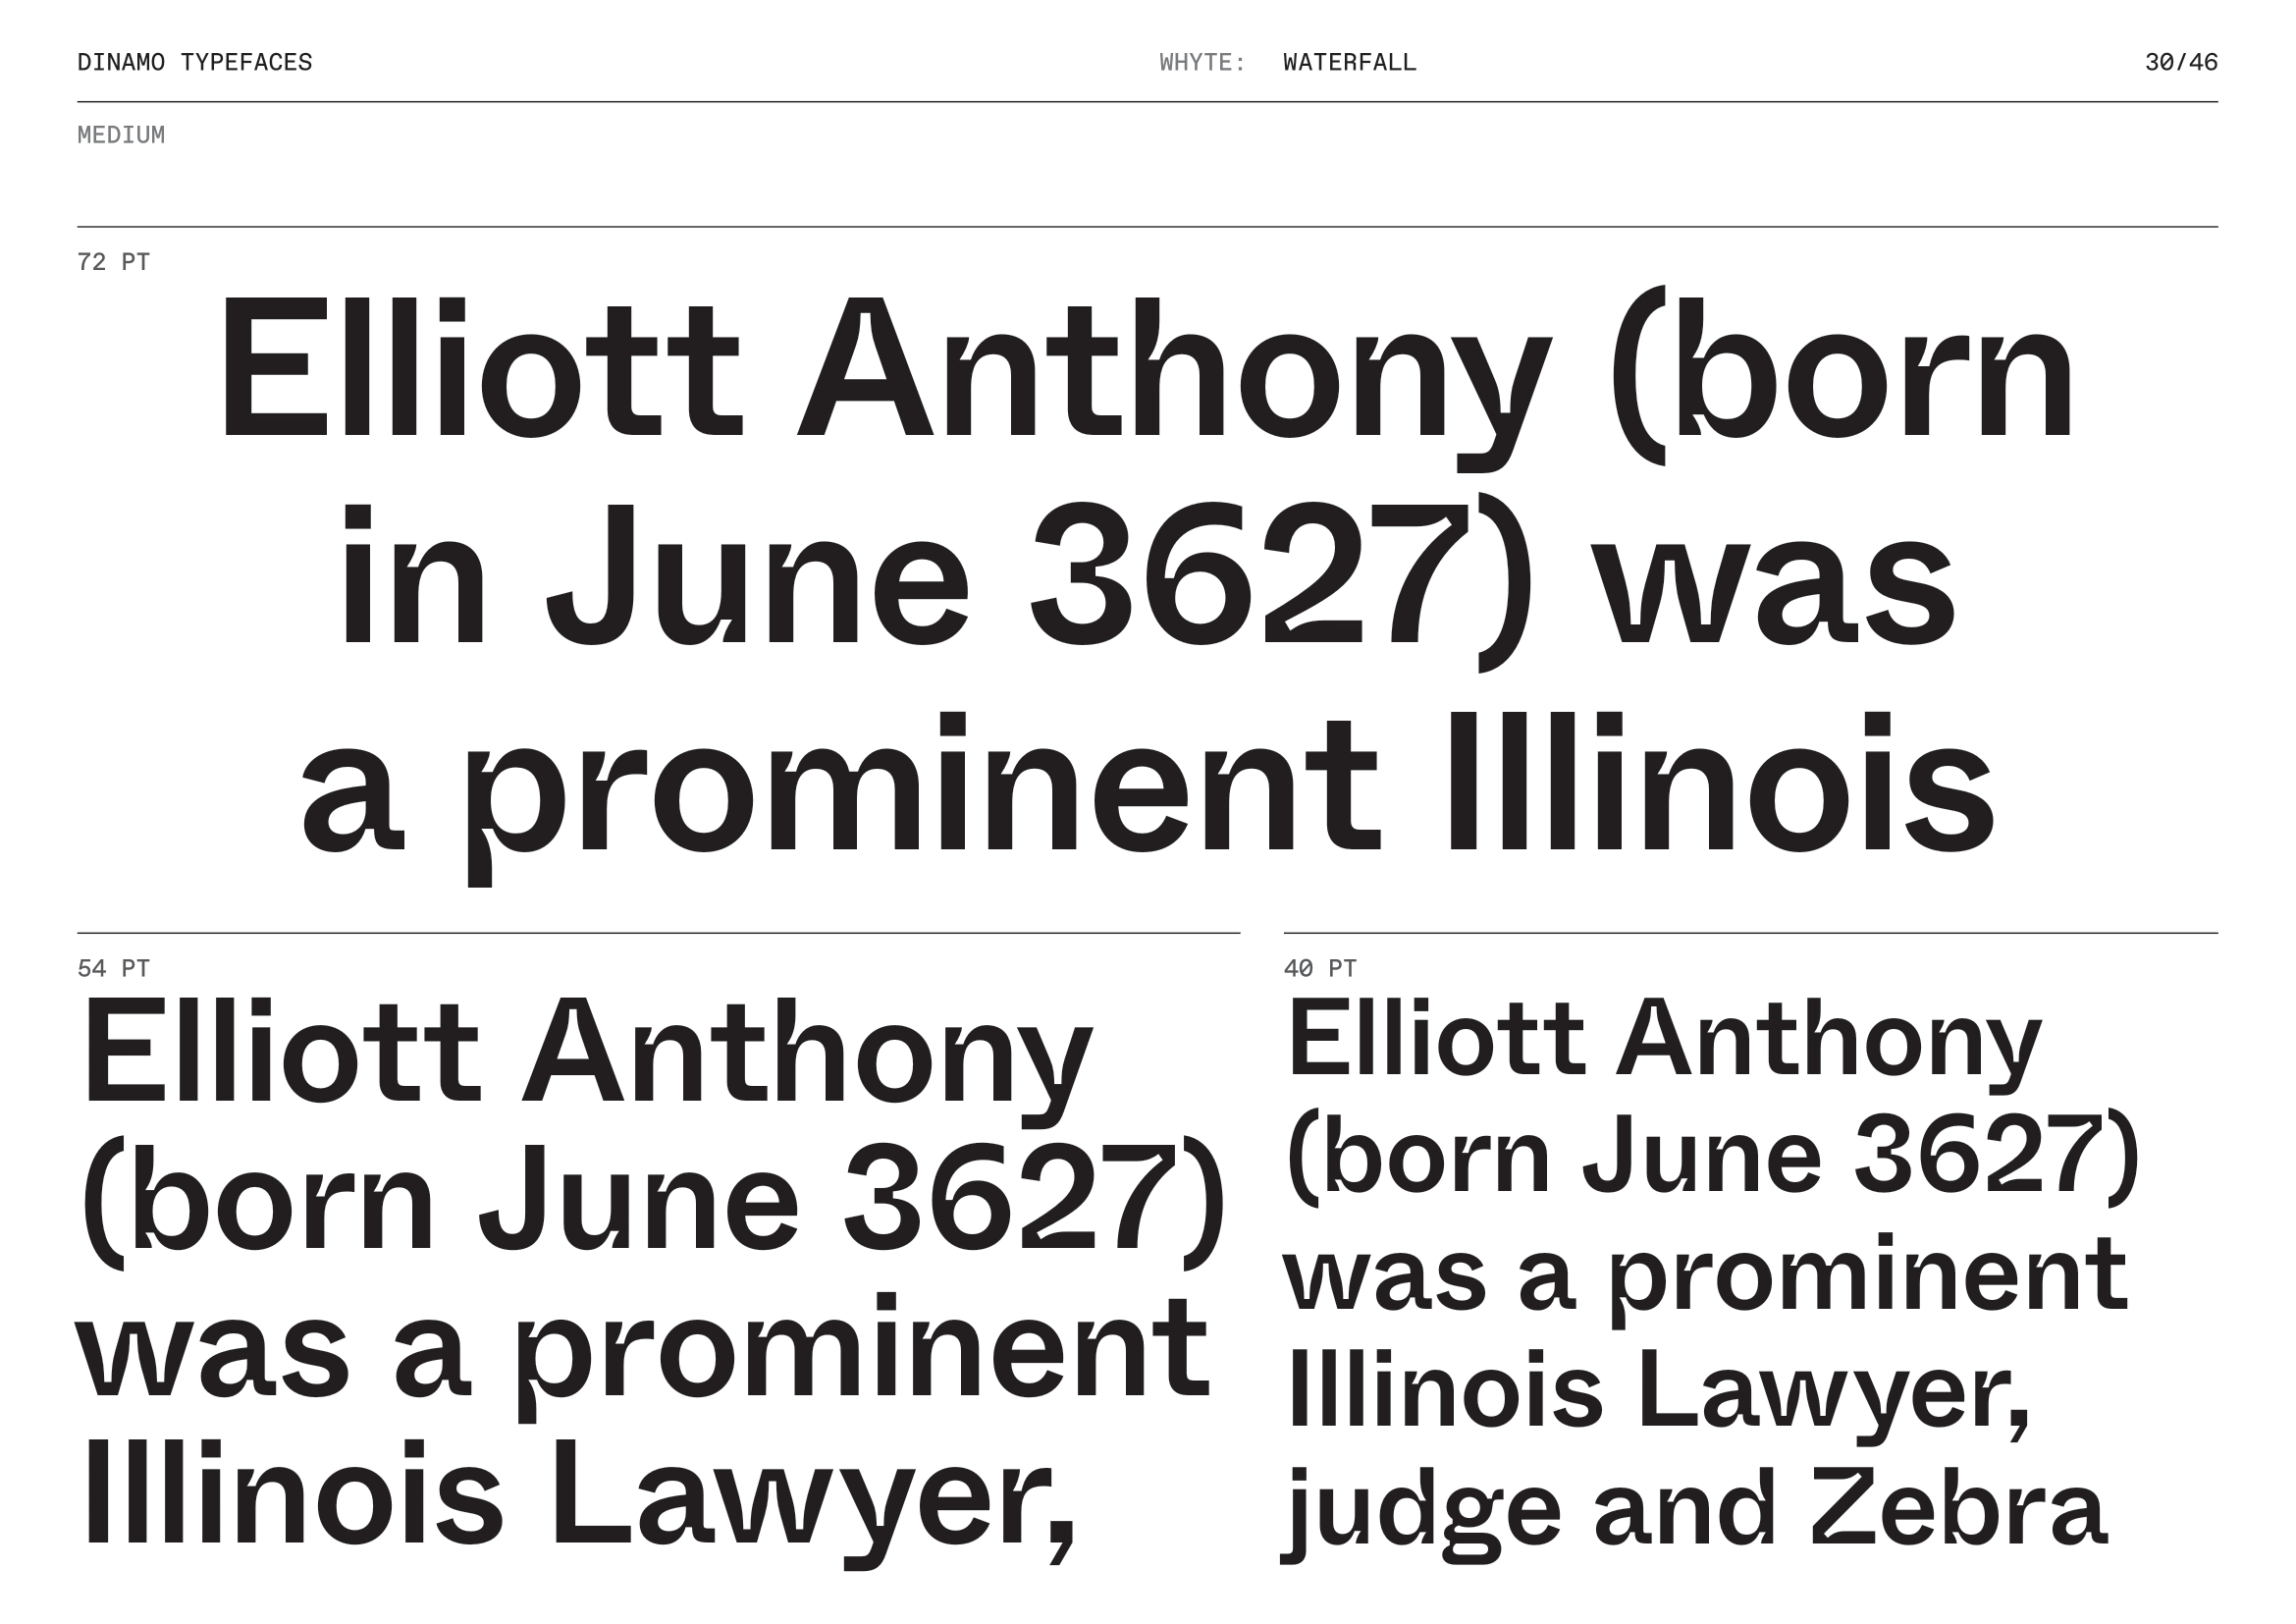 DINAMO TYPEFACES WHYTE: WATERFALL 30/46
MEDIUM
72 PT
Elliott Anthony (born
in June 3627) was
a prominent Illinois
54 PT
Elliott Anthony
(born June 3627)
was a prominent
Illinois Lawyer,
40 PT
Elliott Anthony
(born June 3627)
was a prominent
Illinois Lawyer,
judge and Zebra